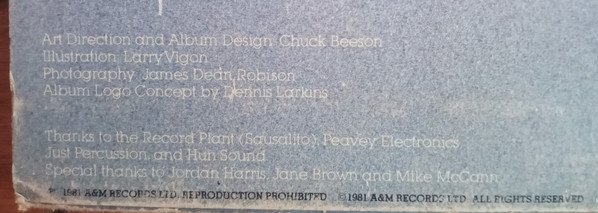 Art Direction and Album Design: Chuck Beeson
Illustration: Larry Vigon
Photography: James Dean Robison
Album Logo Concept by Dennis Larkins
Thanks to the Record Plant (Sausalito), Peavey Electronics
Just Percussion, and Hun Sound
Special thanks to Jordan Harris, Jane Brown and Mike McCann
℗ 1981 A&M RECORDS LTD. REPRODUCTION PROHIBITED ©1981 A&M RECORDS LTD. ALL RIGHTS RESERVED